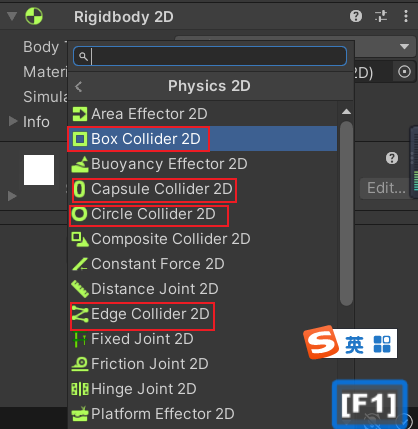 Rigidbody 2D
Body T
Materi
2D)
Simula
Info
Physics 2D
Area Effector 2D
Box Collider 2D
Buoyancy Effector 2D
Capsule Collider 2D
Circle Collider 2D
Composite Collider 2D
Constant Force 2D
Distance Joint 2D
Edge Collider 2D
Fixed Joint 2D
Friction Joint 2D
Hinge Joint 2D
Platform Effector 2D
Edit...
S 英
[F1]